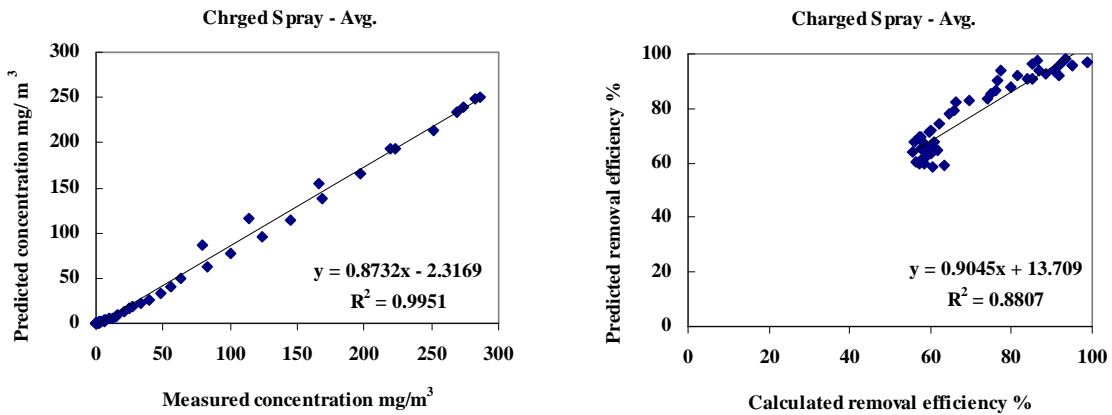 Chrged Spray - Avg.
Predicted concentration mg/ m³
300
250
200
150
100
50
0
y = 0.8732x - 2.3169
R² = 0.9951
0 50 100 150 200 250 300
Measured concentration mg/m³
Charged Spray - Avg.
Predicted removal efficiency %
100
80
60
40
20
0
y = 0.9045x + 13.709
R² = 0.8807
0 20 40 60 80 100
Calculated removal efficiency %